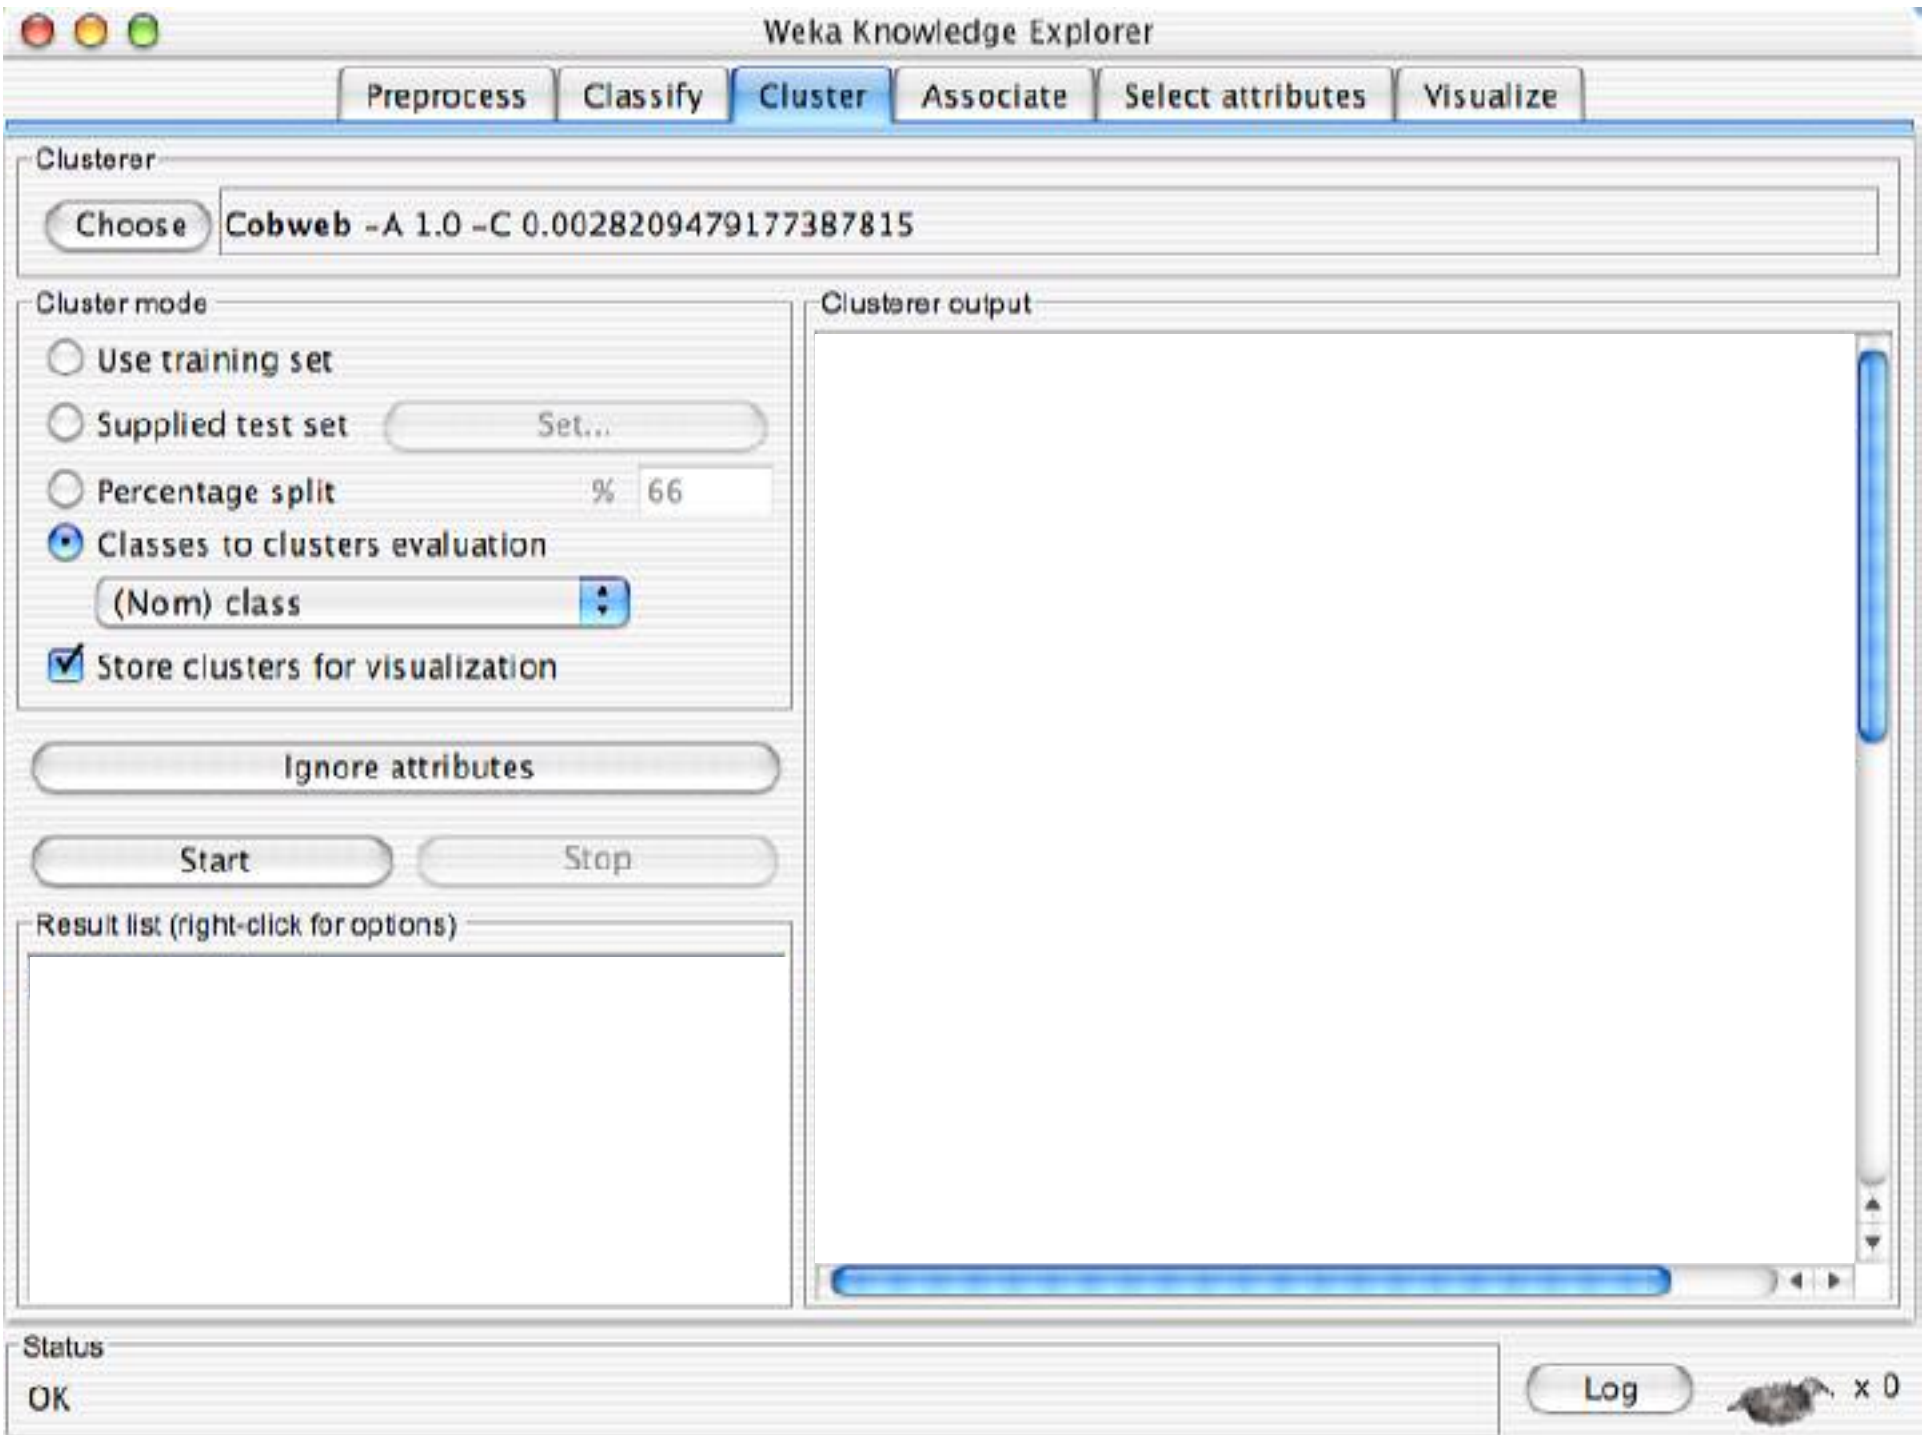 Weka Knowledge Explorer
Preprocess Classify Cluster Associate Select attributes Visualize
Clusterer
Choose Cobweb -A 1.0 -C 0.0028209479177387815
Cluster mode
Use training set
Supplied test set Set...
Percentage split % 66
Classes to clusters evaluation
(Nom) class
Store clusters for visualization
Ignore attributes
Start Stop
Result list (right-click for options)
Clusterer output
Status
OK
Log x 0